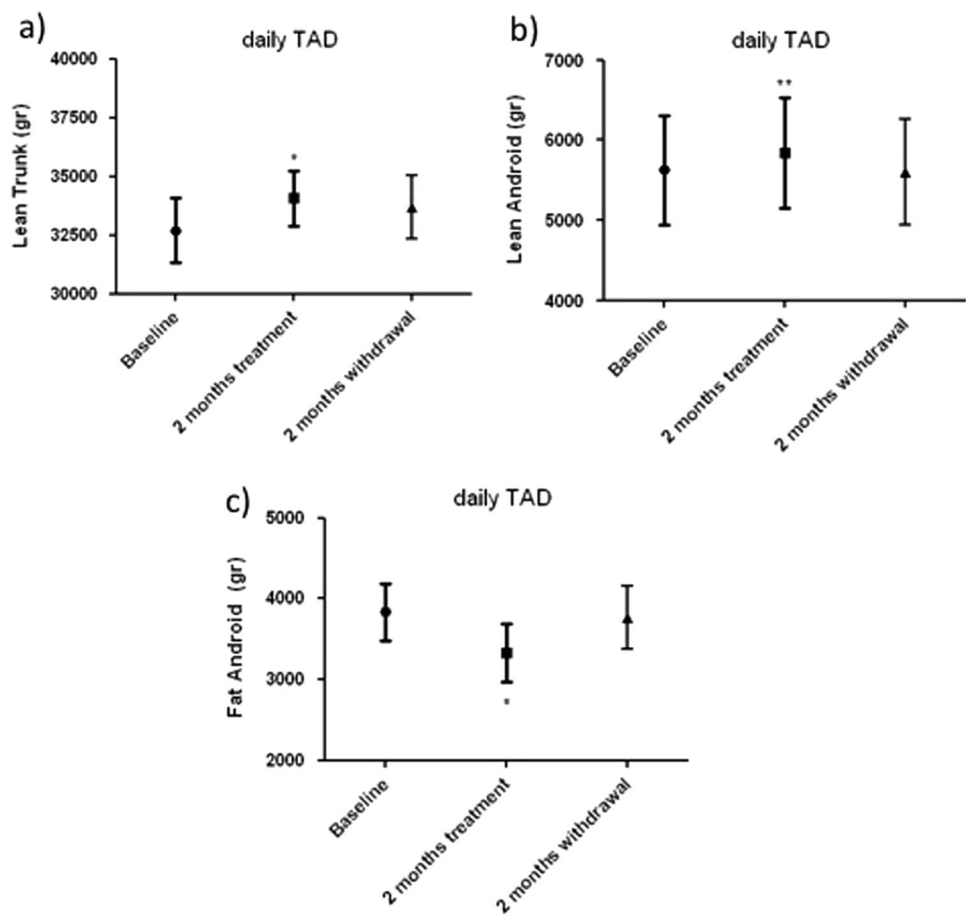 a)
daily TAD
Lean Trunk (gr)
40000
37500
35000
32500
30000
*
Baseline
2 months treatment
2 months withdrawal
b)
daily TAD
Lean Android (gr)
7000
6000
5000
4000
**
Baseline
2 months treatment
2 months withdrawal
c)
daily TAD
Fat Android (gr)
5000
4000
3000
2000
*
Baseline
2 months treatment
2 months withdrawal